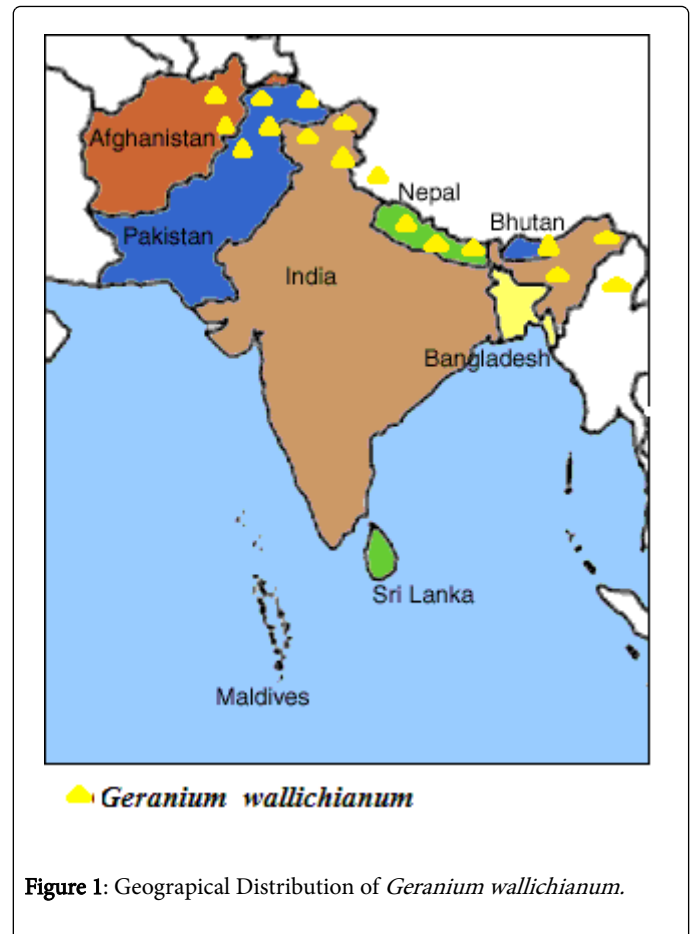 Nepal
Afghanistan
Bhutan
Pakistan
India
Bangladesh
Sri Lanka
Maldives
Geranium wallichianum
Figure 1: Geograpical Distribution of Geranium wallichianum.